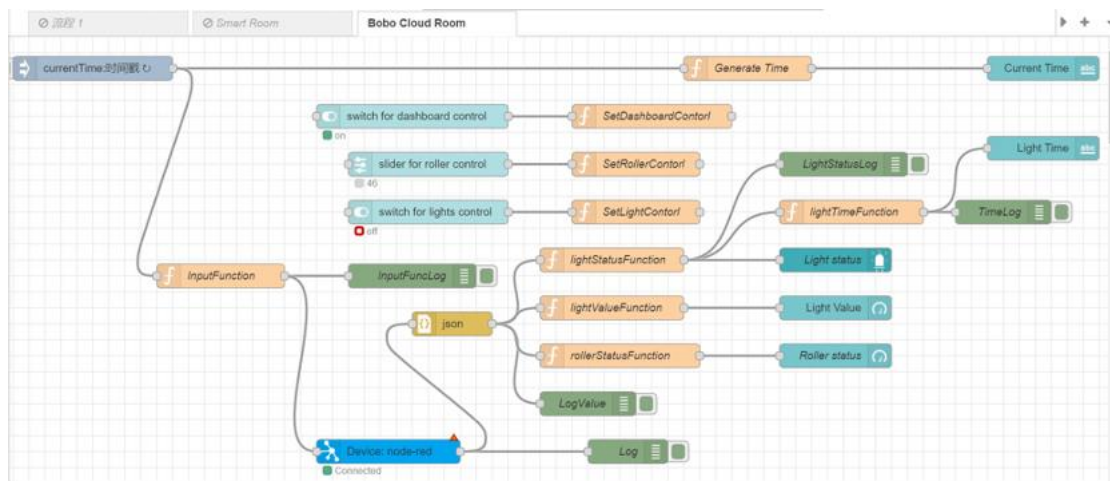 流程 1
Smart Room
Bobo Cloud Room
currentTime:时间戳 ↻
Generate Time
Current Time
abc
switch for dashboard control
SetDashboardContorl
on
Light Time
abc
slider for roller control
SetRollerContorl
LightStatusLog
46
switch for lights control
SetLightContorl
lightTimeFunction
TimeLog
off
InputFunction
InputFuncLog
lightStatusFunction
Light status
json
lightValueFunction
Light Value
rollerStatusFunction
Roller status
LogValue
Device: node-red
Log
Connected